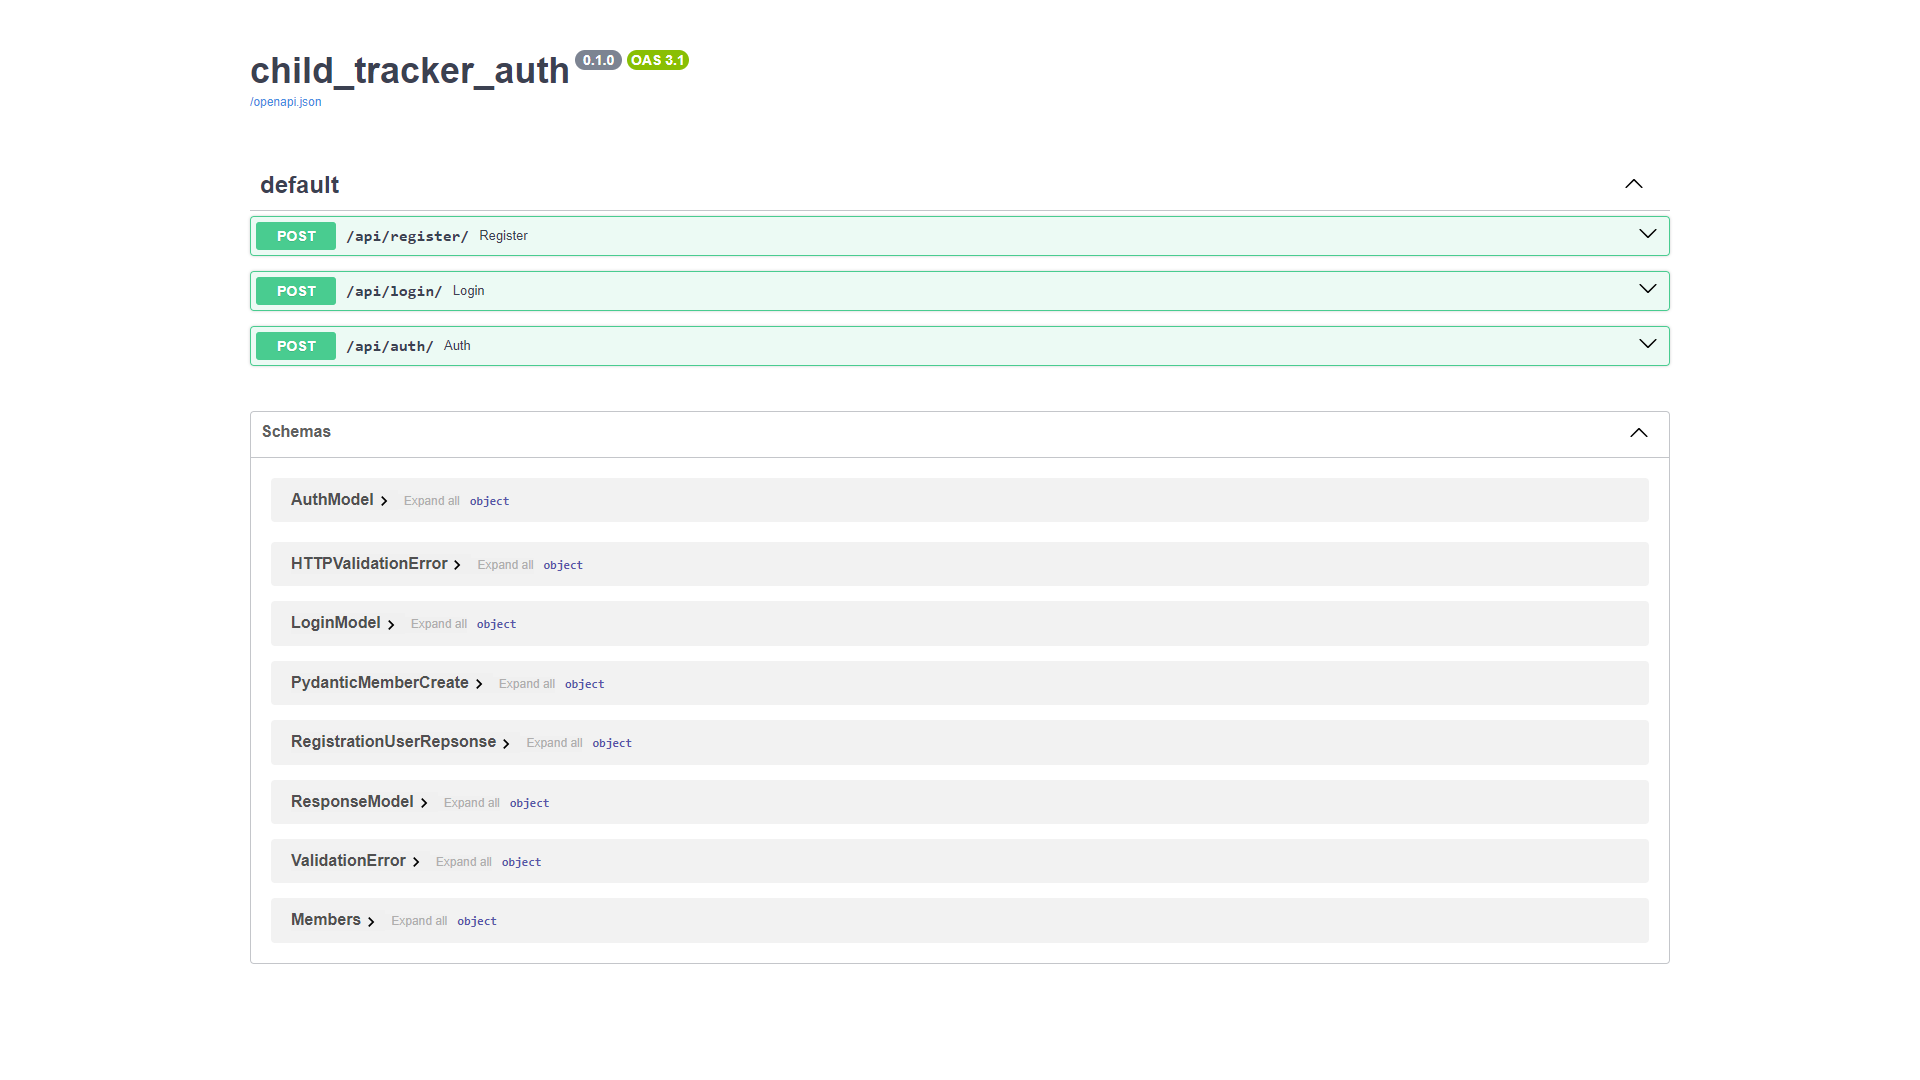 child_tracker_auth 0.1.0 OAS 3.1
/openapi.json
default
POST /api/register/ Register
POST /api/login/ Login
POST /api/auth/ Auth
Schemas
AuthModel Expand all object
HTTPValidationError Expand all object
LoginModel Expand all object
PydanticMemberCreate Expand all object
RegistrationUserRepsonse Expand all object
ResponseModel Expand all object
ValidationError Expand all object
Members Expand all object